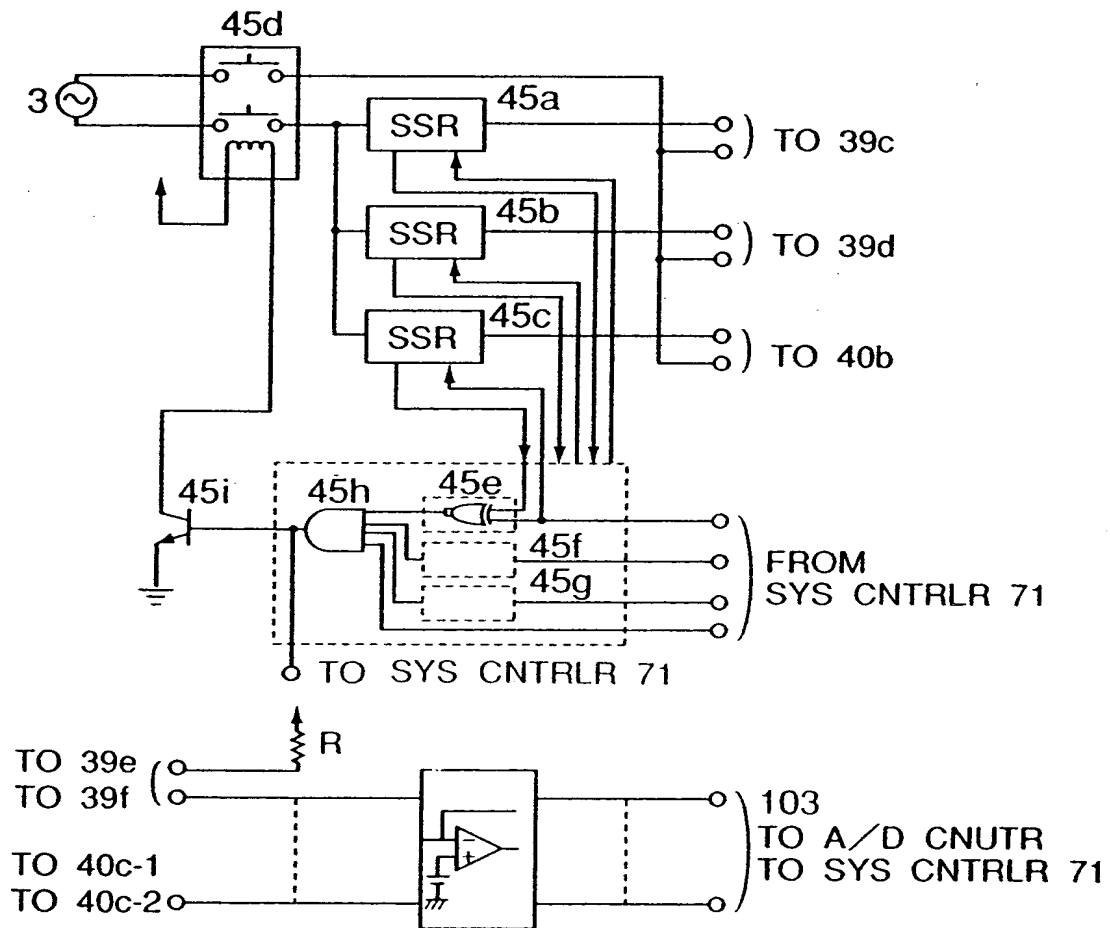 45d
3
45a
SSR
TO 39c
45b
SSR
TO 39d
45c
SSR
TO 40b
45i
45h
45e
45f
45g
FROM
SYS CNTRLR 71
TO SYS CNTRLR 71
R
TO 39e
TO 39f
TO 40c-1
TO 40c-2
-
+
103
TO A/D CNUTR
TO SYS CNTRLR 71